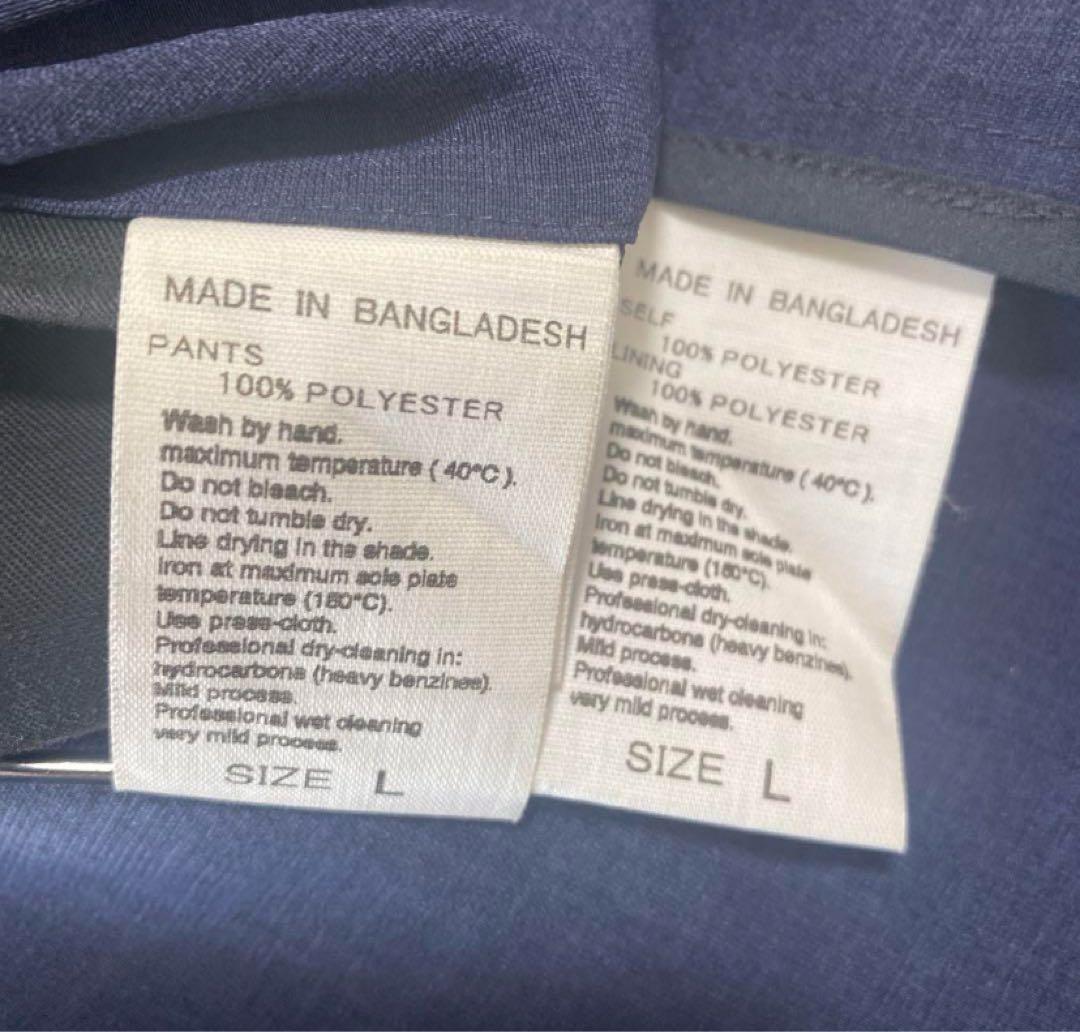 MADE IN BANGLADESH
PANTS
100% POLYESTER
Wash by hand.
maximum temperature ( 40°C ).
Do not bleach.
Do not tumble dry.
Line drying in the shade.
Iron at maximum sole plate
temperature (150°C).
Use press-cloth.
Professional dry-cleaning in:
hydrocarbons (heavy benzines).
Mild process.
Professional wet cleaning
very mild process.
SIZE L
MADE IN BANGLADESH
SELF
100% POLYESTER
LINING
100% POLYESTER
Wash by hand.
maximum temperature ( 40°C ).
Do not bleach.
Do not tumble dry.
Line drying in the shade.
Iron at maximum sole plate
temperature (150°C).
Use press-cloth.
Professional dry-cleaning in:
hydrocarbons (heavy benzines).
Mild process.
Professional wet cleaning
very mild process.
SIZE L